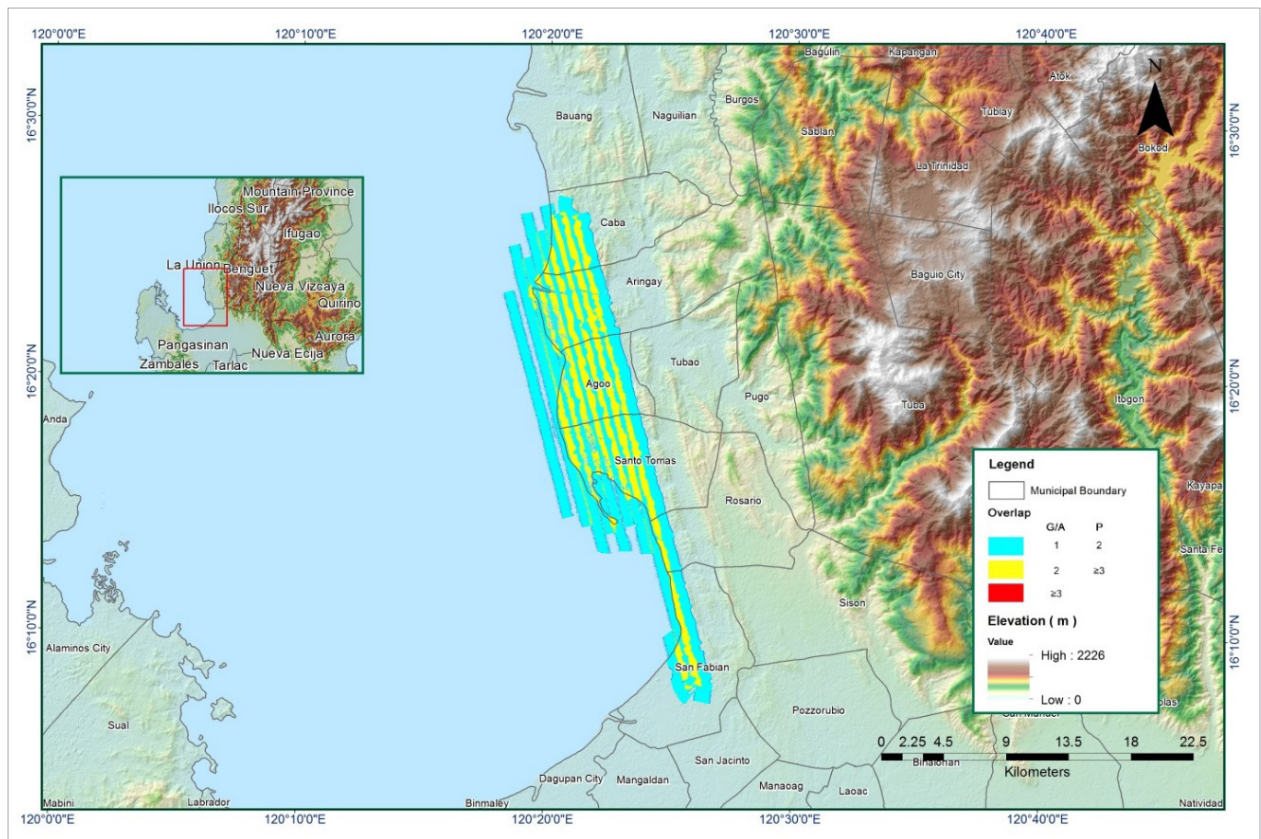 120°0'0"E
120°10'0"E
120°20'0"E
120°30'0"E
120°40'0"E
16°30'0"N
16°30'0"N
16°20'0"N
16°20'0"N
16°10'0"N
16°10'0"N
N
Bagulin
Kapangan
Atok
Burgos
Bauang
Naguilian
Tublay
Sablan
Bokod
La Trinidad
Mountain Province
Ilocos Sur
Ifugao
La Union
Benguet
Nueva Vizcaya
Quirino
Aurora
Pangasinan
Nueva Ecija
Zambales
Tarlac
Caba
Aringay
Baguio City
Tubao
Agoo
Pugo
Tuba
Itogon
Anda
Santo Tomas
Rosario
Kayapa
Santa Fe
Sison
Alaminos City
San Fabian
Sual
Pozzorubio
San Jacinto
Binalonan
Dagupan City
Mangaldan
Manaoag
Laoac
Mabini
Labrador
Binmaley
Natividad
Legend
Municipal Boundary
Overlap
G/A P
1 2
2 ≥3
≥3
Elevation ( m )
Value
High : 2226
Low : 0
0 2.25 4.5 9 13.5 18 22.5
Kilometers
120°0'0"E
120°10'0"E
120°20'0"E
120°30'0"E
120°40'0"E